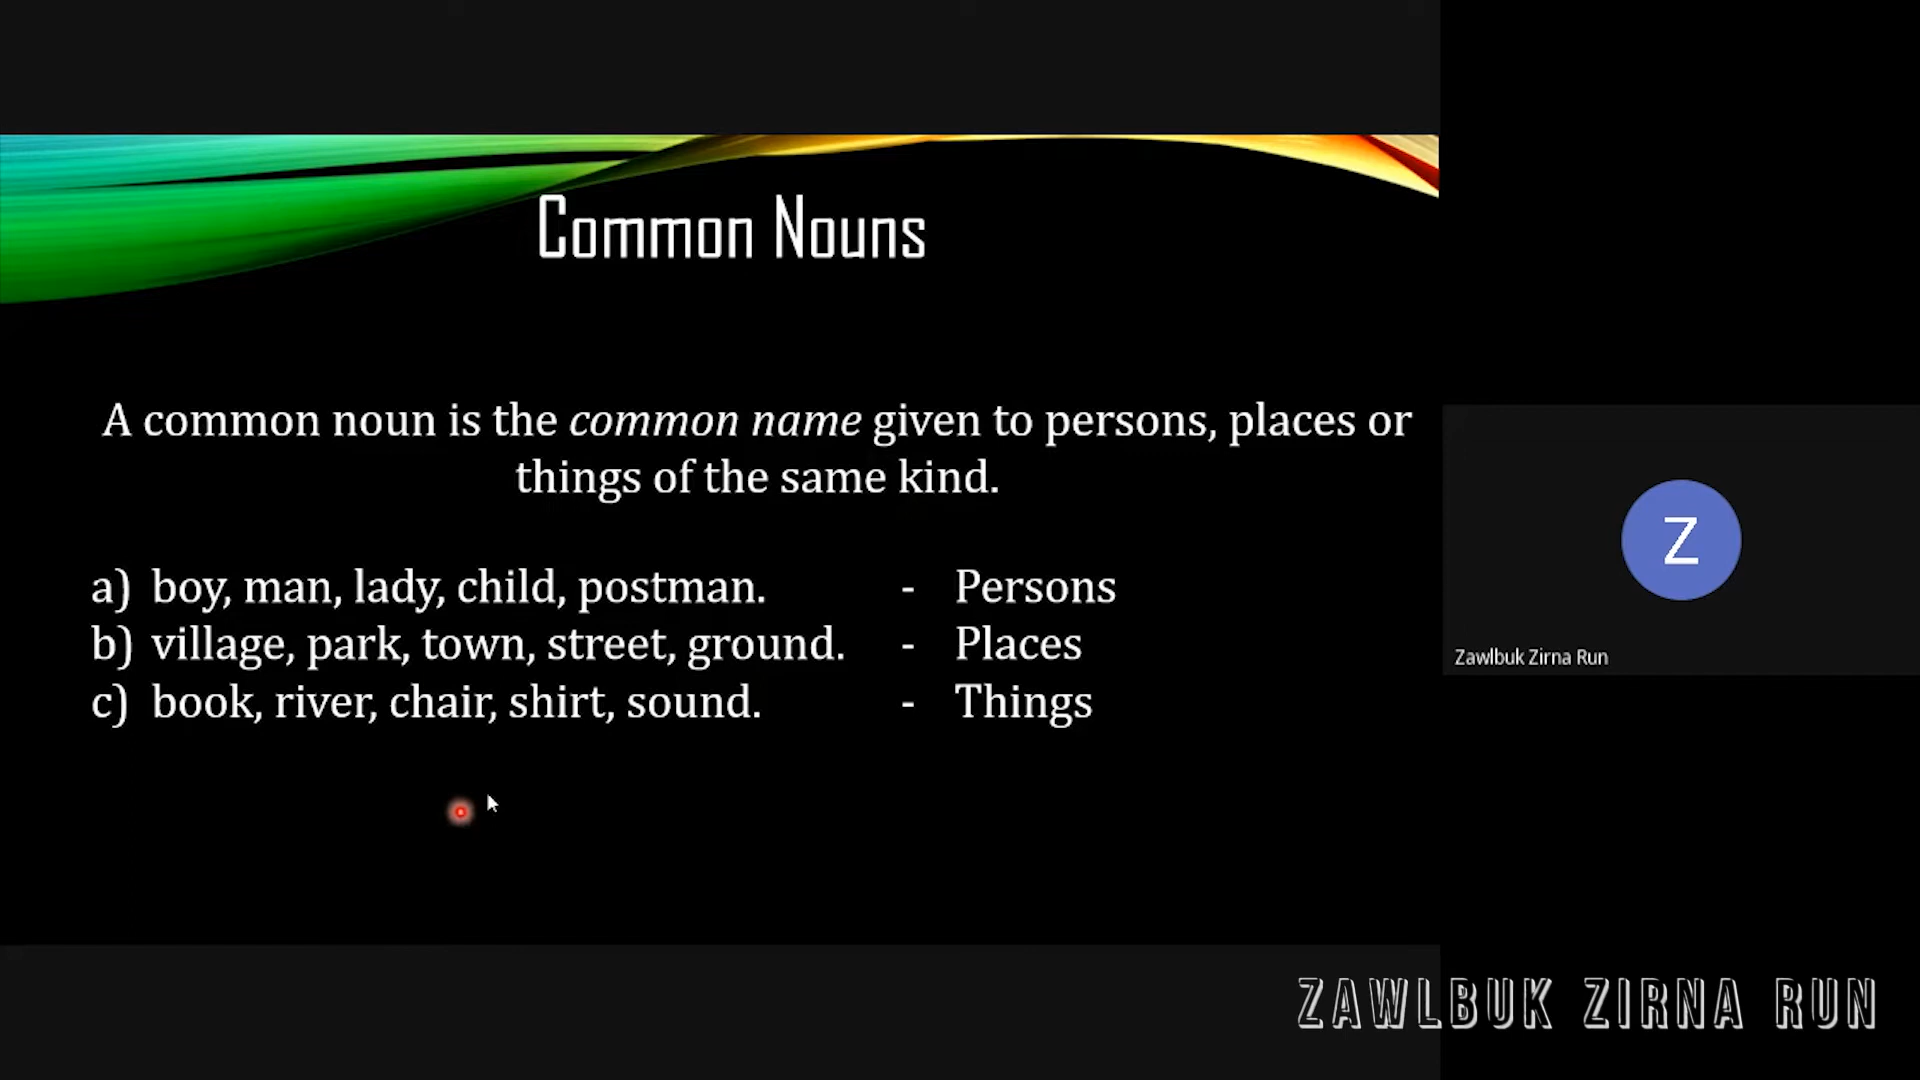 Common Nouns
A common noun is the common name given to persons, places or
things of the same kind.
a) boy, man, lady, child, postman. - Persons
b) village, park, town, street, ground. - Places
c) book, river, chair, shirt, sound. - Things
Z
Zawlbuk Zirna Run
ZAWLBUK ZIRNA RUN